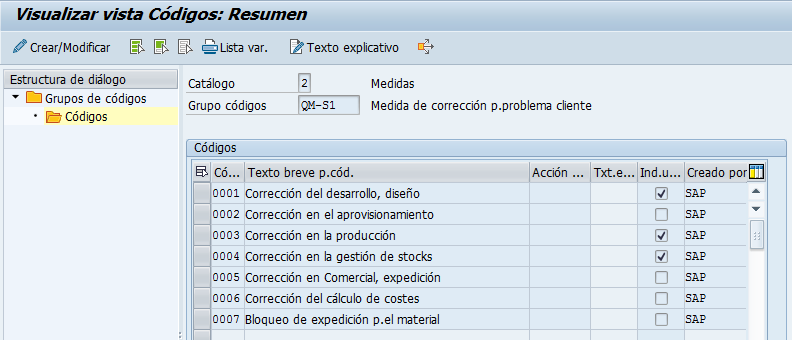 Visualizar vista Códigos: Resumen
Crear/Modificar Lista var. Texto explicativo
Estructura de diálogo
Grupos de códigos
Códigos
Catálogo 2 Medidas
Grupo códigos QM-S1 Medida de corrección p.problema cliente
Códigos
Có... Texto breve p.cód. Acción ... Txt.e... Ind.u... Creado por
0001 Corrección del desarrollo, diseño SAP
0002 Corrección en el aprovisionamiento SAP
0003 Corrección en la producción SAP
0004 Corrección en la gestión de stocks SAP
0005 Corrección en Comercial, expedición SAP
0006 Corrección del cálculo de costes SAP
0007 Bloqueo de expedición p.el material SAP